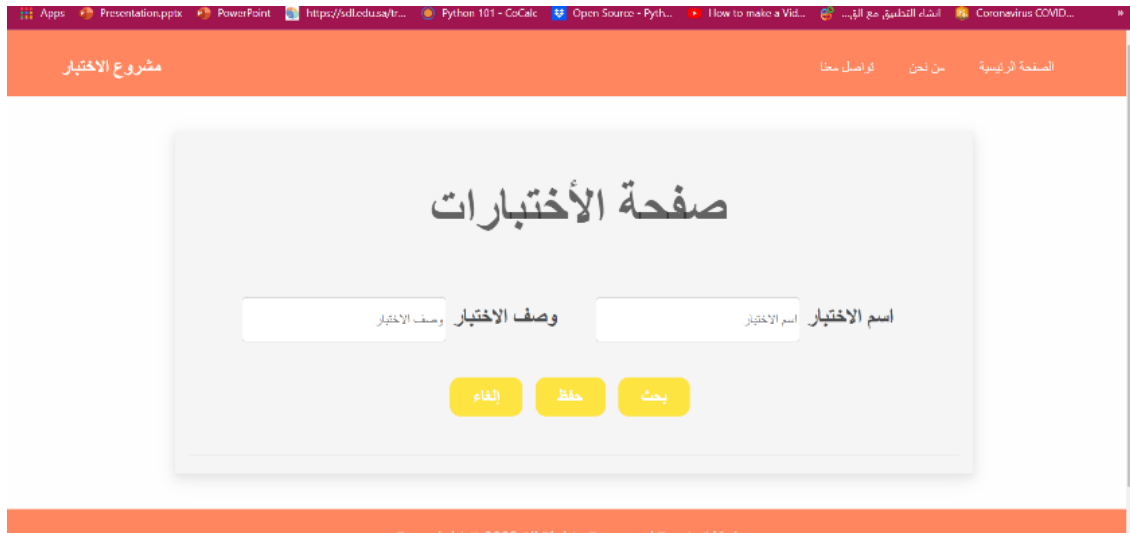 Apps Presentation.pptx PowerPoint https://sdl.edu.sa/tr... Python 101 - CoCalc Open Source - Pyth... How to make a Vid... انشاء التطبيق مع الق... Coronavirus COVID... »
الصفحة الرئيسية من نحن تواصل معنا مشروع الاختبار
صفحة الأختبارات
اسم الاختبار اسم الاختبار وصف الاختبار وصف الاختبار
بحث حفظ إلغاء